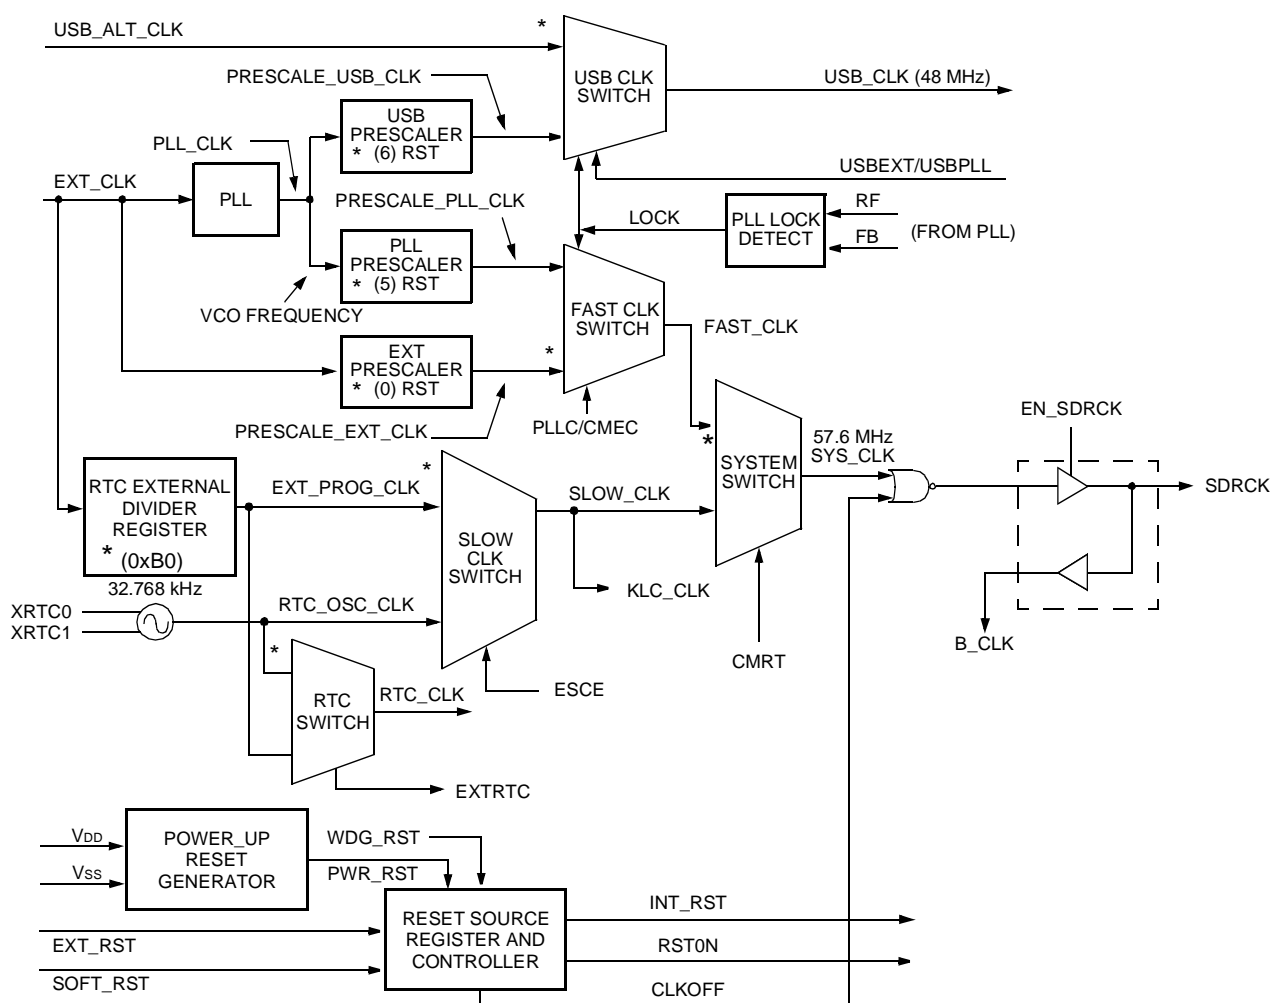 USB_ALT_CLK
*
USB CLK
SWITCH
PRESCALE_USB_CLK
USB_CLK (48 MHz)
USB
PRESCALER
* (6) RST
PLL_CLK
EXT_CLK
PLL
USBEXT/USBPLL
PRESCALE_PLL_CLK
LOCK
PLL LOCK
DETECT
RF
FB
(FROM PLL)
PLL
PRESCALER
* (5) RST
VCO FREQUENCY
FAST CLK
SWITCH
FAST_CLK
*
EXT
PRESCALER
* (0) RST
PRESCALE_EXT_CLK
PLLC/CMEC
*
SYSTEM
SWITCH
57.6 MHz
SYS_CLK
EN_SDRCK
SDRCK
B_CLK
RTC EXTERNAL
DIVIDER
REGISTER
* (0xB0)
EXT_PROG_CLK
*
SLOW
CLK
SWITCH
SLOW_CLK
KLC_CLK
CMRT
32.768 kHz
XRTC0
XRTC1
RTC_OSC_CLK
*
RTC
SWITCH
RTC_CLK
ESCE
EXTRTC
VDD
VSS
POWER_UP
RESET
GENERATOR
WDG_RST
PWR_RST
EXT_RST
SOFT_RST
RESET SOURCE
REGISTER AND
CONTROLLER
INT_RST
RST0N
CLKOFF